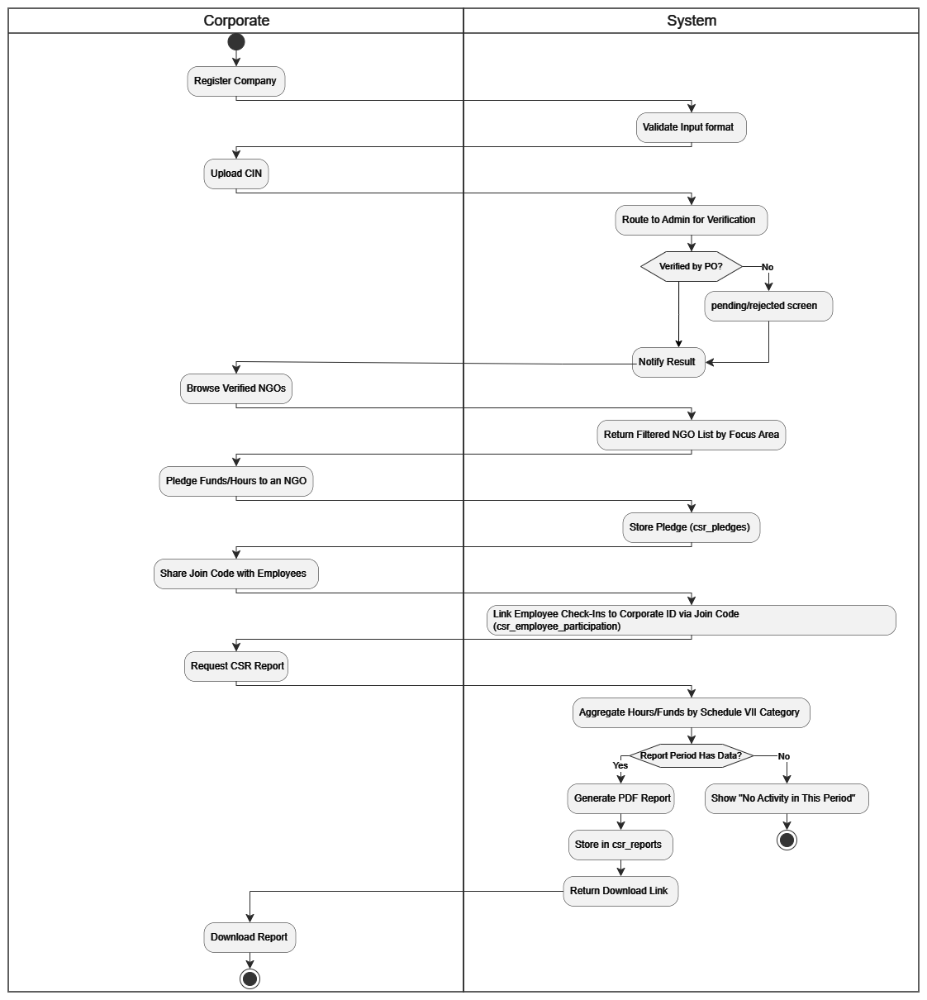 Corporate
System
Register Company
Validate Input format
Upload CIN
Route to Admin for Verification
Verified by PO?
No
pending/rejected screen
Notify Result
Browse Verified NGOs
Return Filtered NGO List by Focus Area
Pledge Funds/Hours to an NGO
Store Pledge (csr_pledges)
Share Join Code with Employees
Link Employee Check-Ins to Corporate ID via Join Code
(csr_employee_participation)
Request CSR Report
Aggregate Hours/Funds by Schedule VII Category
Report Period Has Data?
Yes
No
Generate PDF Report
Show "No Activity in This Period"
Store in csr_reports
Return Download Link
Download Report